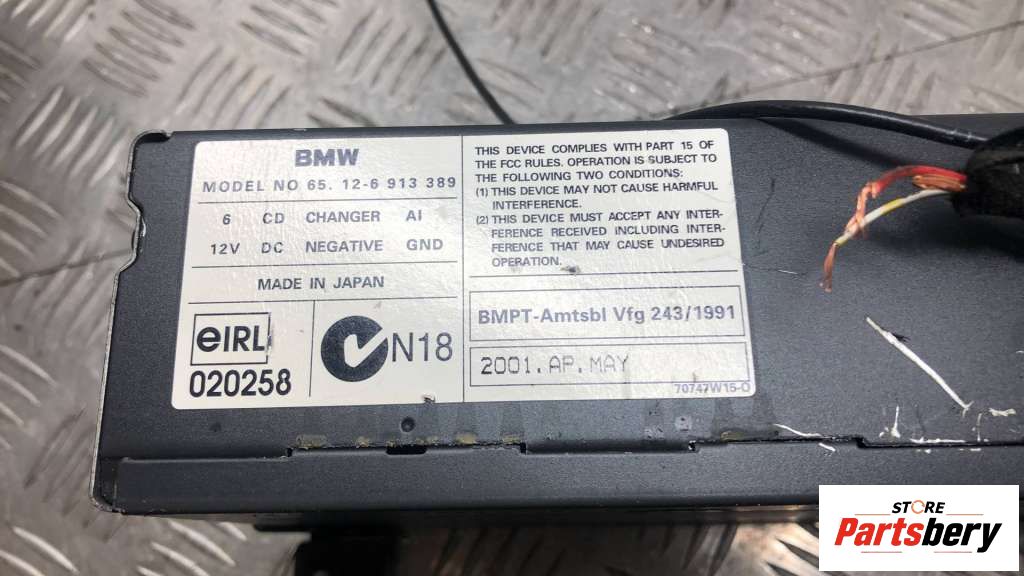 BMW
MODEL NO 65. 12-6 913 389
6 CD CHANGER AI
12V DC NEGATIVE GND
MADE IN JAPAN
eIRL
020258
N18
THIS DEVICE COMPLIES WITH PART 15 OF
THE FCC RULES. OPERATION IS SUBJECT TO
THE FOLLOWING TWO CONDITIONS:
(1) THIS DEVICE MAY NOT CAUSE HARMFUL
INTERFERENCE.
(2) THIS DEVICE MUST ACCEPT ANY INTER-
FERENCE RECEIVED INCLUDING INTER-
FERENCE THAT MAY CAUSE UNDESIRED
OPERATION.
BMPT-Amtsbl Vfg 243/1991
2001.AP.MAY
70747W15-O
STORE
Partsbery